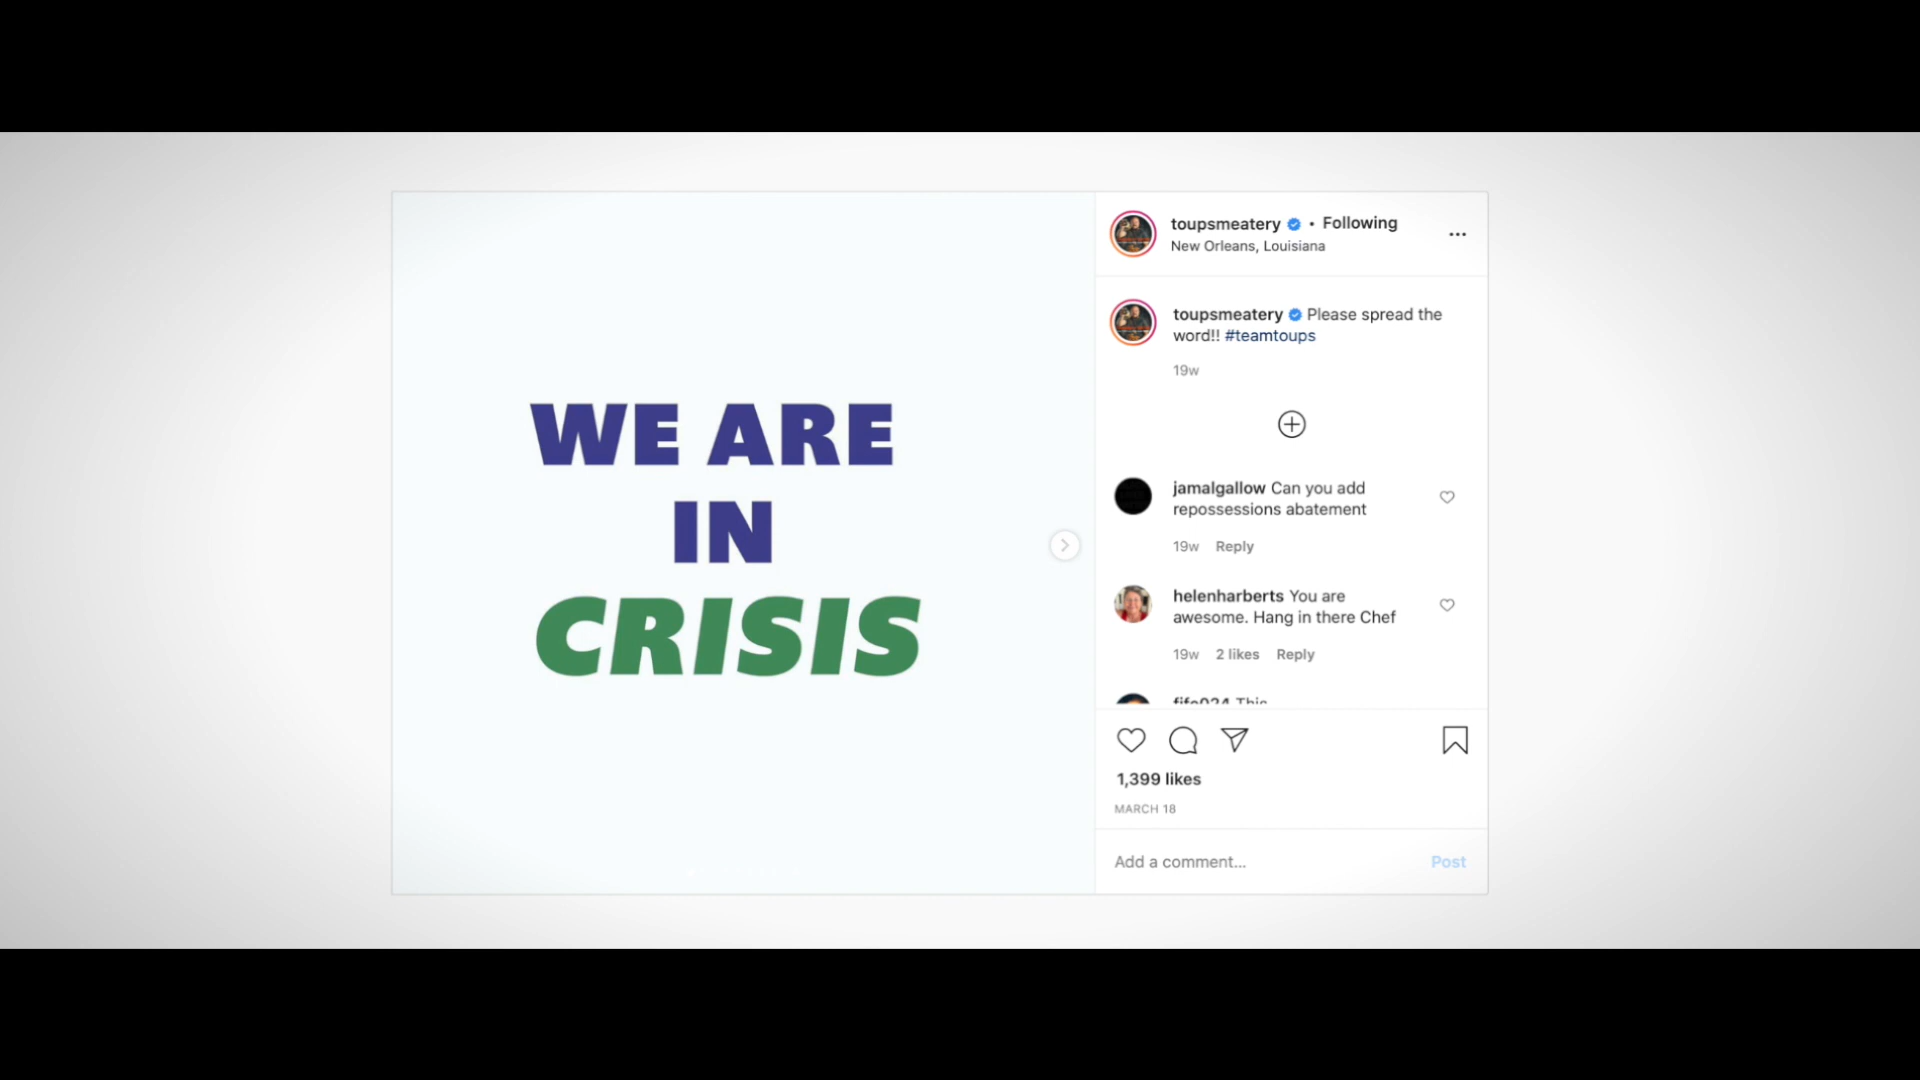 WE ARE
IN
CRISIS
toupsmeatery • Following
New Orleans, Louisiana
toupsmeatery Please spread the
word!! #teamtoups
19w
jamalgallow Can you add
repossessions abatement
19w Reply
helenharberts You are
awesome. Hang in there Chef
19w 2 likes Reply
This
1,399 likes
MARCH 18
Add a comment...
Post